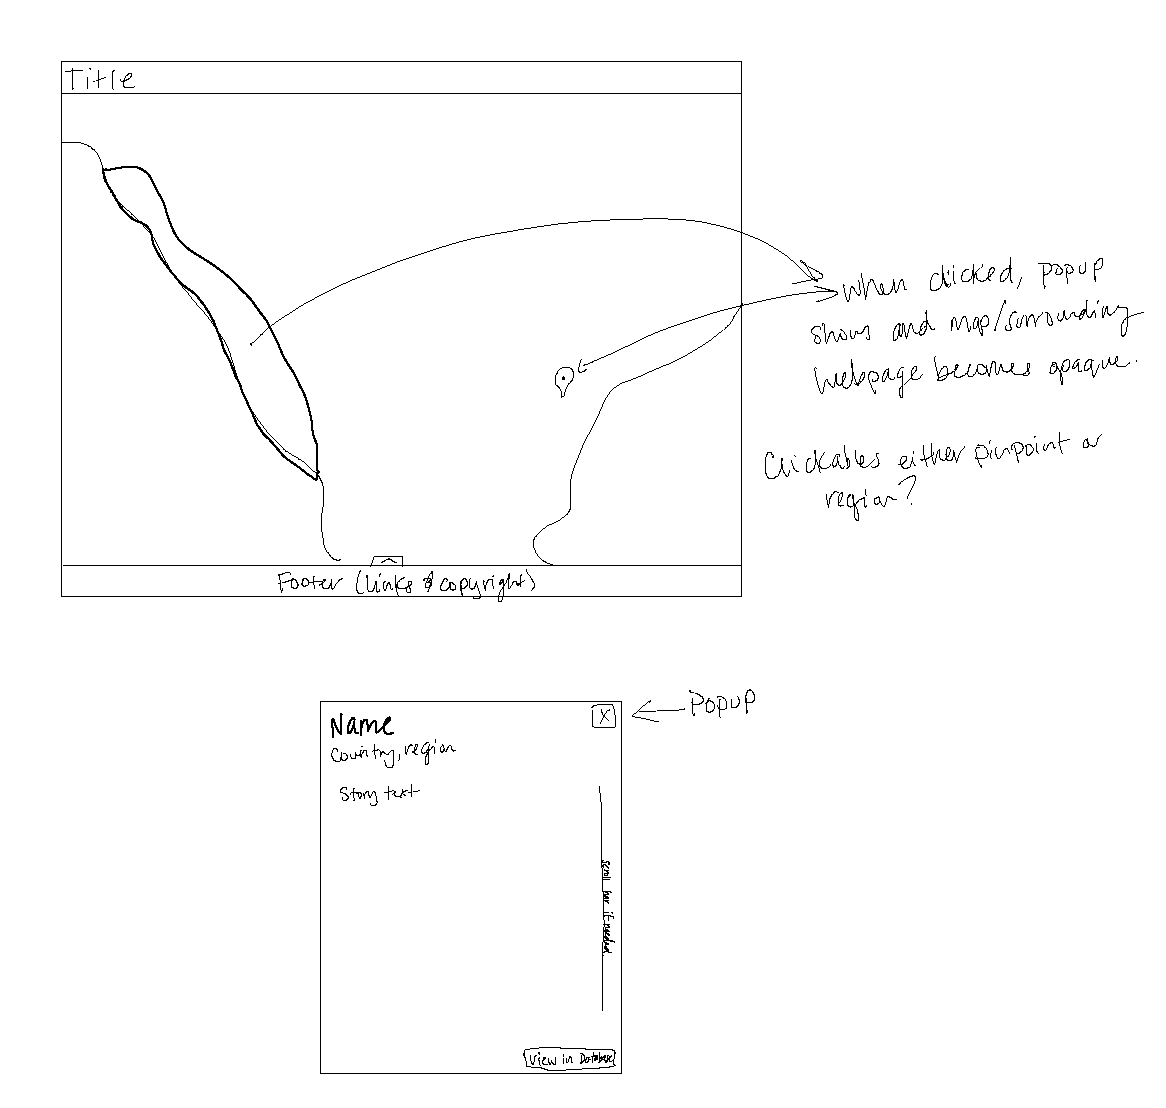 Title
When clicked, popup
shows and map/surrounding
webpage becomes opaque.
Clickables either pinpoint or
region?
Footer (links & copyright)
Popup
X
Name
Country, region
Story text
scroll bar if needed
View in Database